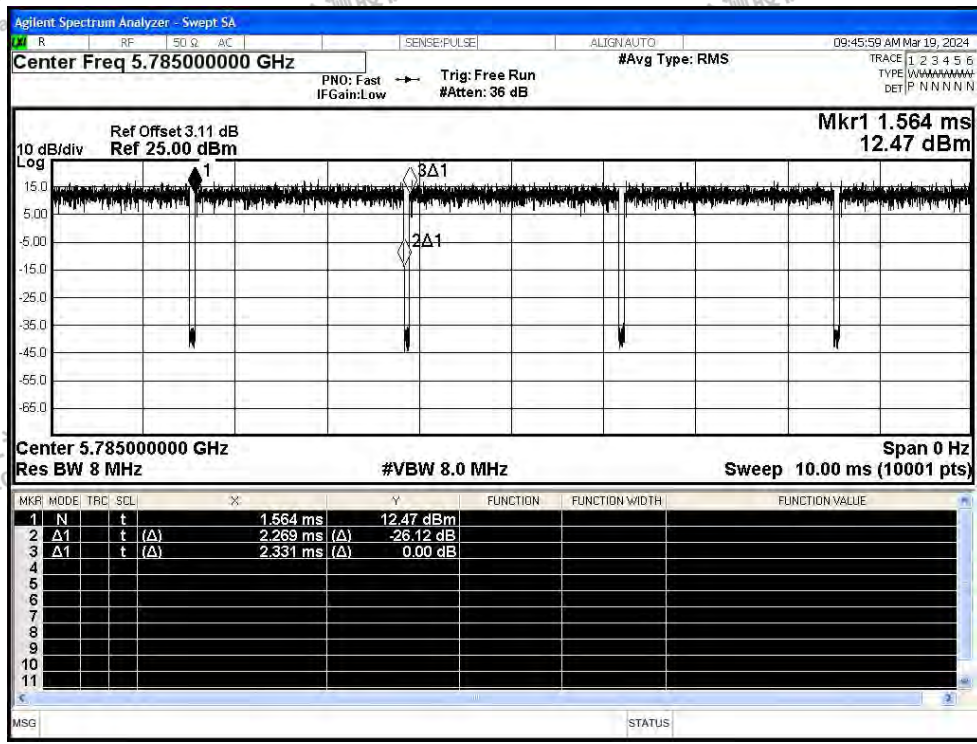 Agilent Spectrum Analyzer - Swept SA
R RF 50 Ω AC SENSE:PULSE ALIGN AUTO 09:45:59 AM Mar 19, 2024
Center Freq 5.785000000 GHz
PNO: Fast
IFGain:Low
Trig: Free Run
#Atten: 36 dB
#Avg Type: RMS
TRACE 1 2 3 4 5 6
TYPE WWWWWW
DET P N N N N N
Mkr1 1.564 ms
12.47 dBm
Ref Offset 3.11 dB
10 dB/div Ref 25.00 dBm
Log
1
3Δ1
2Δ1
15.0
5.00
-5.00
-15.0
-25.0
-35.0
-45.0
-55.0
-65.0
Center 5.785000000 GHz Span 0 Hz
Res BW 8 MHz #VBW 8.0 MHz Sweep 10.00 ms (10001 pts)
MKR MODE TRC SCL X Y FUNCTION FUNCTION WIDTH FUNCTION VALUE
1 N t 1.564 ms 12.47 dBm
2 Δ1 t (Δ) 2.269 ms (Δ) -26.12 dB
3 Δ1 t (Δ) 2.331 ms (Δ) 0.00 dB
4
5
6
7
8
9
10
11
MSG STATUS